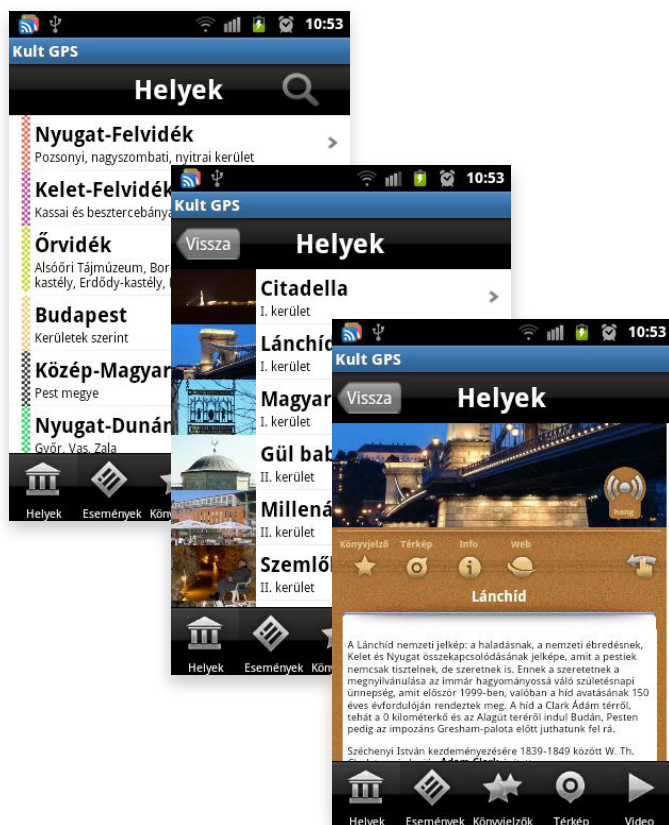 10:53
Kult GPS
Helyek
Nyugat-Felvidék
Pozsonyi, nagyszombati, nyitrai kerület
Kelet-Felvidék
Kassai és
Őrvidék
Alsóőri Tájmúzeum,
kastély, Erdődy-kastély,
Budapest
Kerületek szerint
Közép-Magyar
Pest megye
Nyugat-Dunán
Győr, Vas, Zala
Helyek Események
10:53
Kult GPS
Vissza Helyek
Citadella
I. kerület
Lánchíd
I. kerület
Magyar
I. kerület
Gül bab
II. kerület
Millená
II. kerület
Szemlő
II. kerület
Helyek Események
10:53
Kult GPS
Vissza Helyek
hang
Könyvjelző Térkép Info Web
Lánchíd
A Lánchíd nemzeti jelkép: a haladásnak, a nemzeti ébredésnek,
Kelet és Nyugat összekapcsolódásának jelképe, amit a pestiek
nemcsak tisztelnek, de szeretnek is. Ennek a szeretetnek a
megnyilvánulása az immár hagyományossá váló születésnapi
ünnepség, amit először 1999-ben, valóban a híd avatásának 150
éves évfordulóján rendeztek meg. A híd a Clark Ádám térről,
tehát a 0 kilométerkő és az Alagút teréről indul Budán, Pesten
pedig az impozáns Gresham-palota előtt juthatunk fel rá.
Széchenyi István kezdeményezésére 1839-1849 között W. Th.
Helyek Események Könyvjelzők Térkép Video